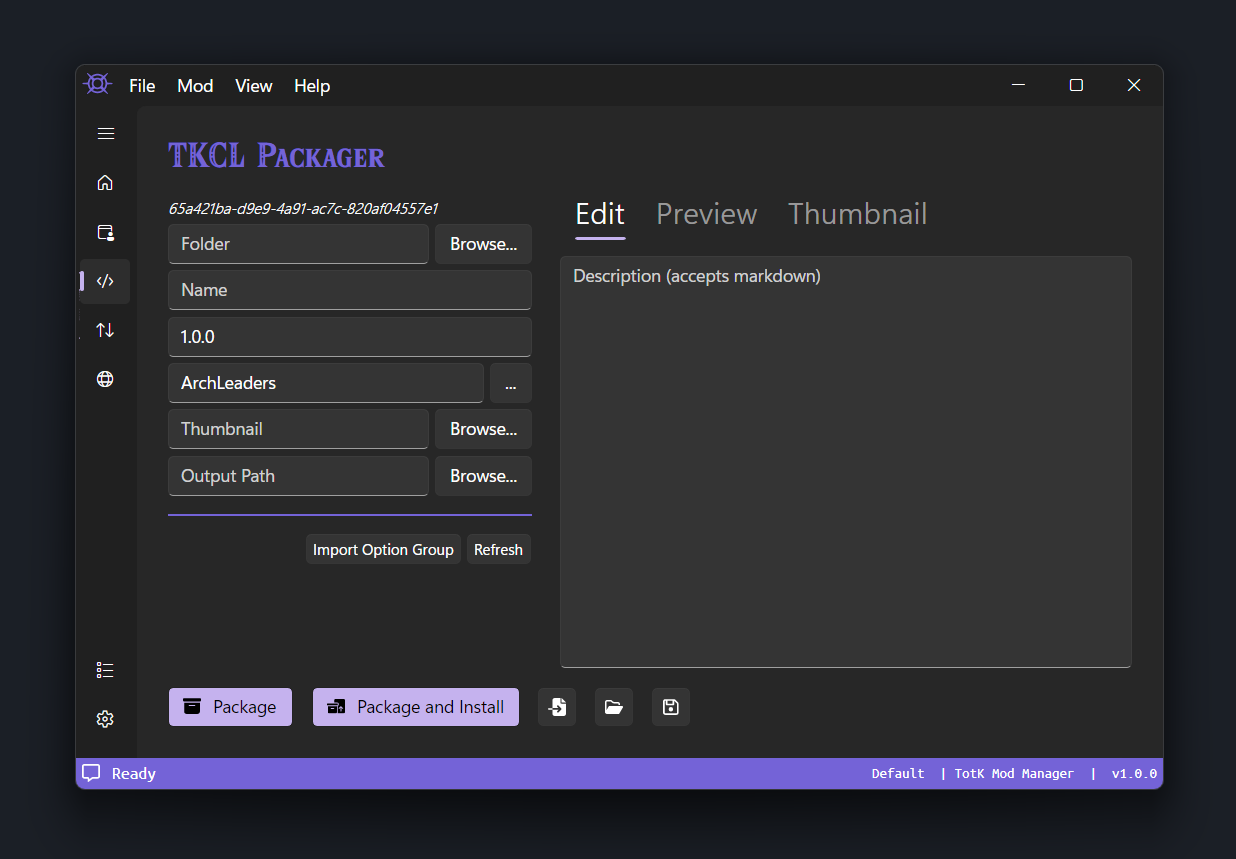 File Mod View Help
TKCL Packager
65a421ba-d9e9-4a91-ac7c-820af04557e1
Folder Browse...
Name
1.0.0
ArchLeaders ...
Thumbnail Browse...
Output Path Browse...
Import Option Group Refresh
Edit Preview Thumbnail
Description (accepts markdown)
Package Package and Install
Ready Default | TotK Mod Manager | v1.0.0